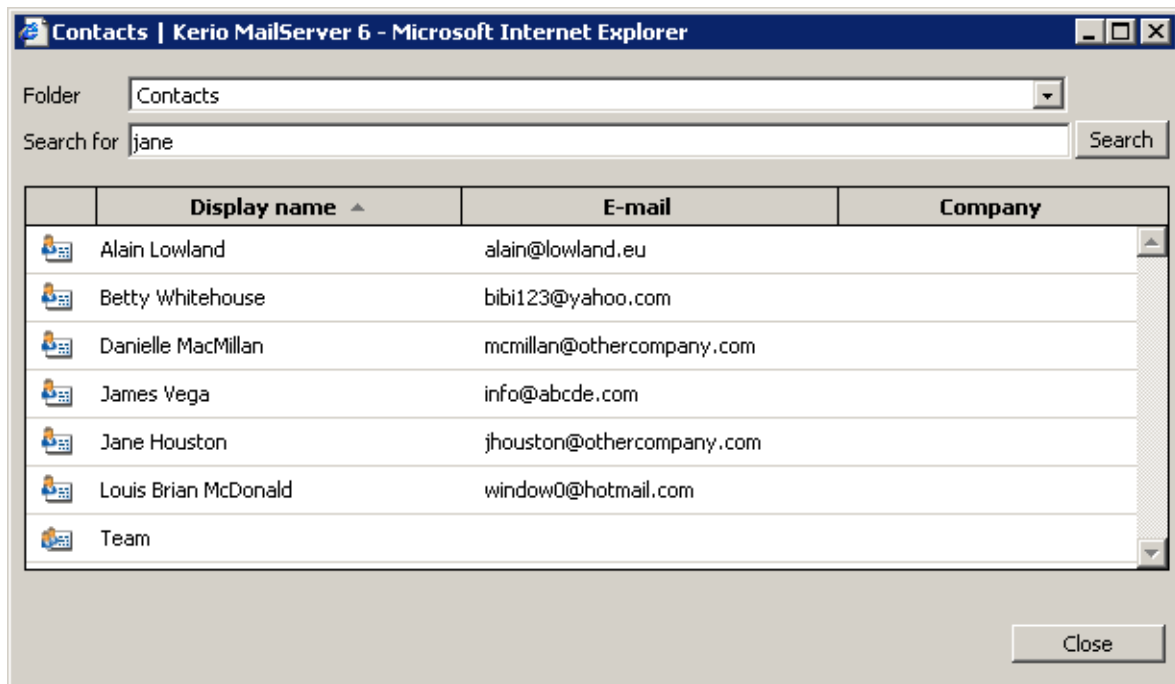 Contacts | Kerio MailServer 6 - Microsoft Internet Explorer
Folder Contacts
Search for jane Search
Display name E-mail Company
Alain Lowland alain@lowland.eu
Betty Whitehouse bibi123@yahoo.com
Danielle MacMillan mcmillan@othercompany.com
James Vega info@abcde.com
Jane Houston jhouston@othercompany.com
Louis Brian McDonald window0@hotmail.com
Team
Close